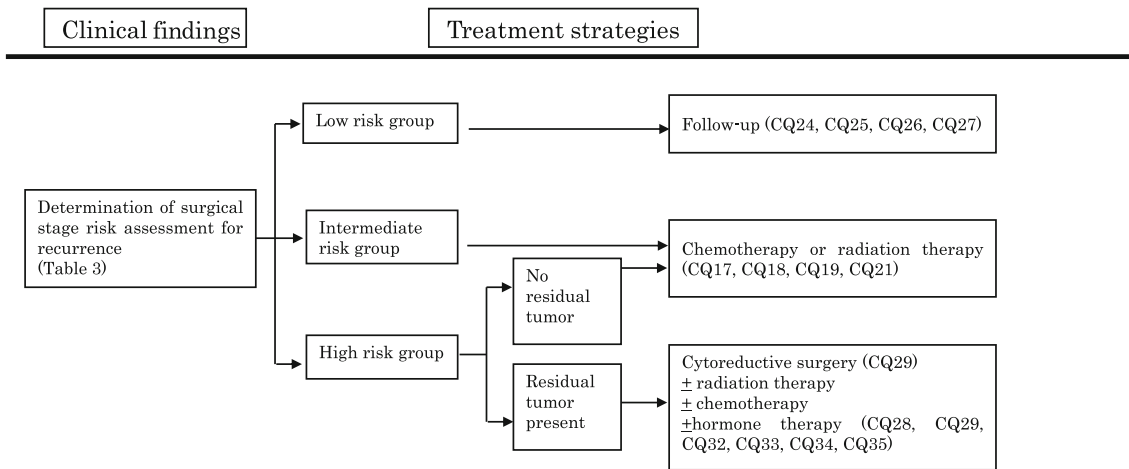 Clinical findings
Treatment strategies
Low risk group
Follow-up (CQ24, CQ25, CQ26, CQ27)
Determination of surgical
stage risk assessment for
recurrence
(Table 3)
Intermediate
risk group
Chemotherapy or radiation therapy
(CQ17, CQ18, CQ19, CQ21)
No
residual
tumor
High risk group
Residual
tumor
present
Cytoreductive surgery (CQ29)
± radiation therapy
± chemotherapy
±hormone therapy (CQ28, CQ29,
CQ32, CQ33, CQ34, CQ35)